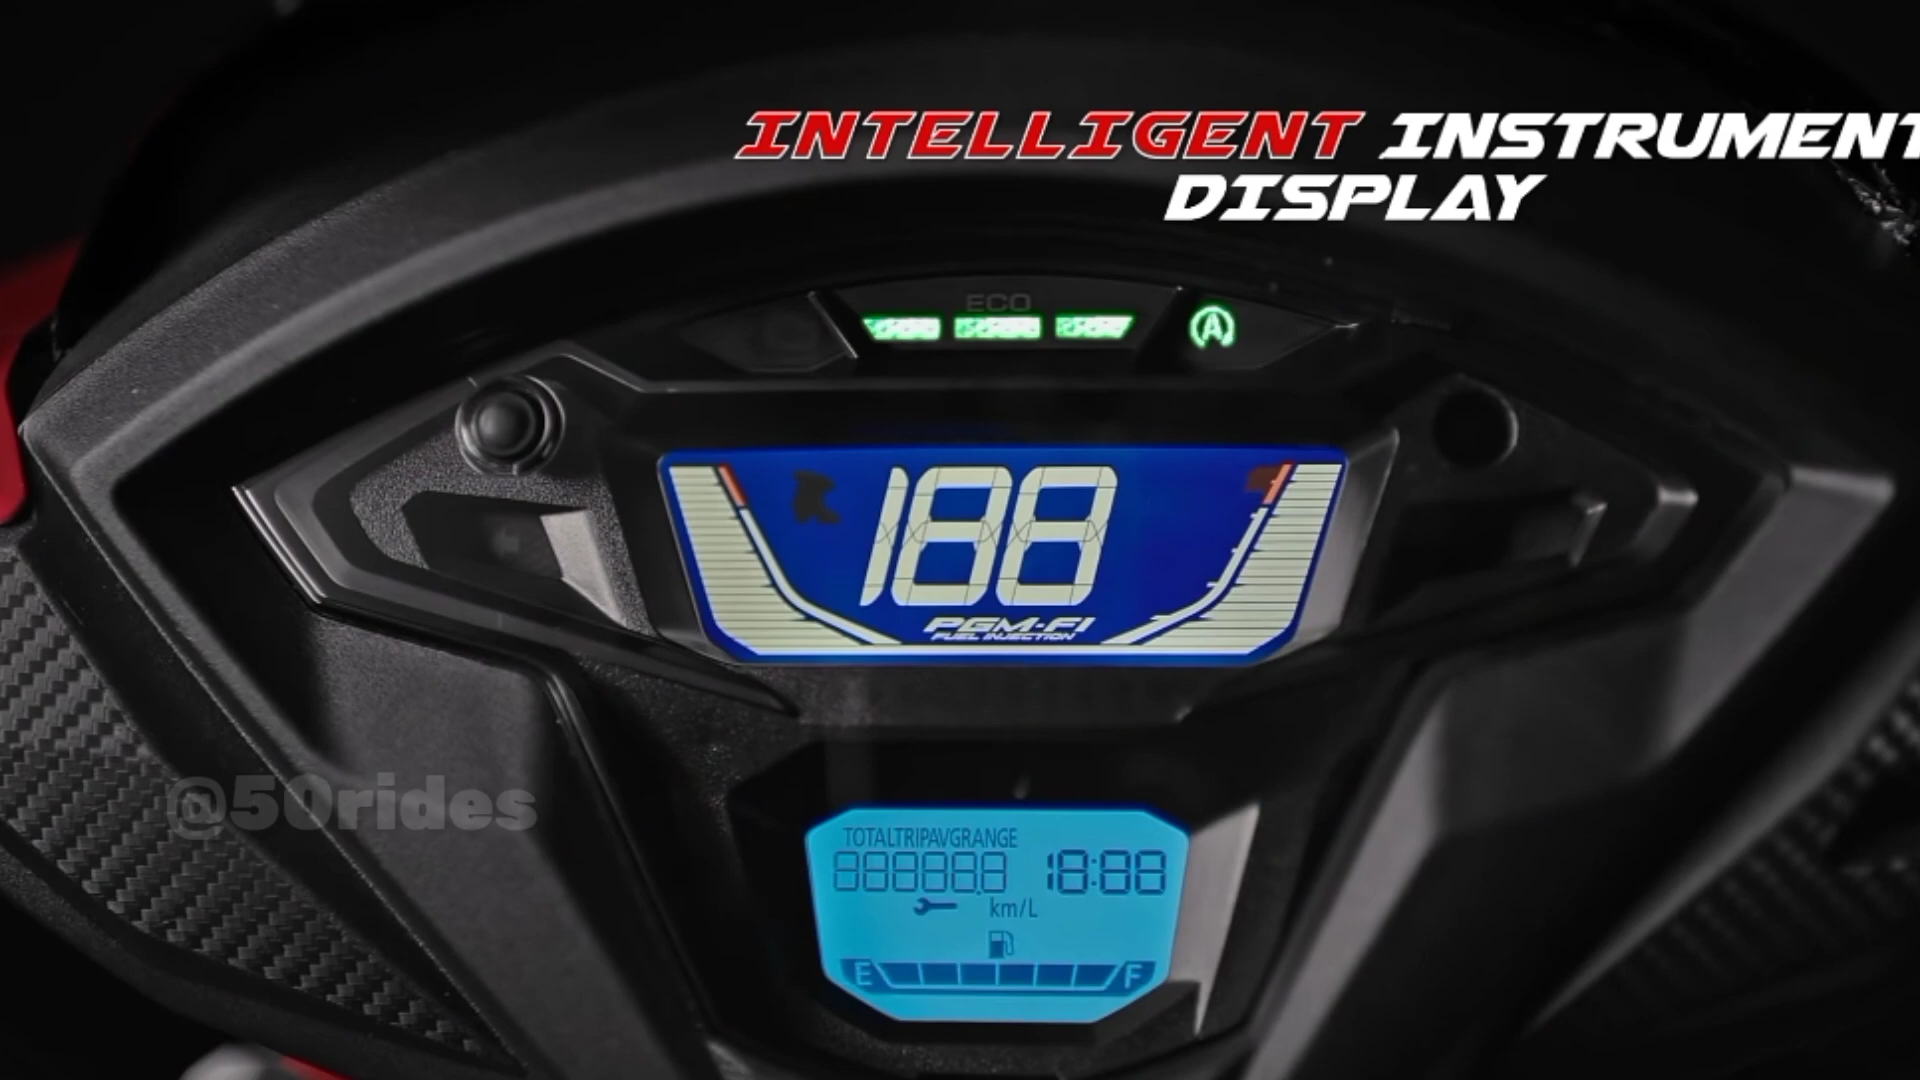 INTELLIGENT INSTRUMENT
DISPLAY
ECO
A
188
PGM-FI
FUEL INJECTION
@50rides
TOTALTRIPAVGRANGE
888888 18:88
km/L
E F